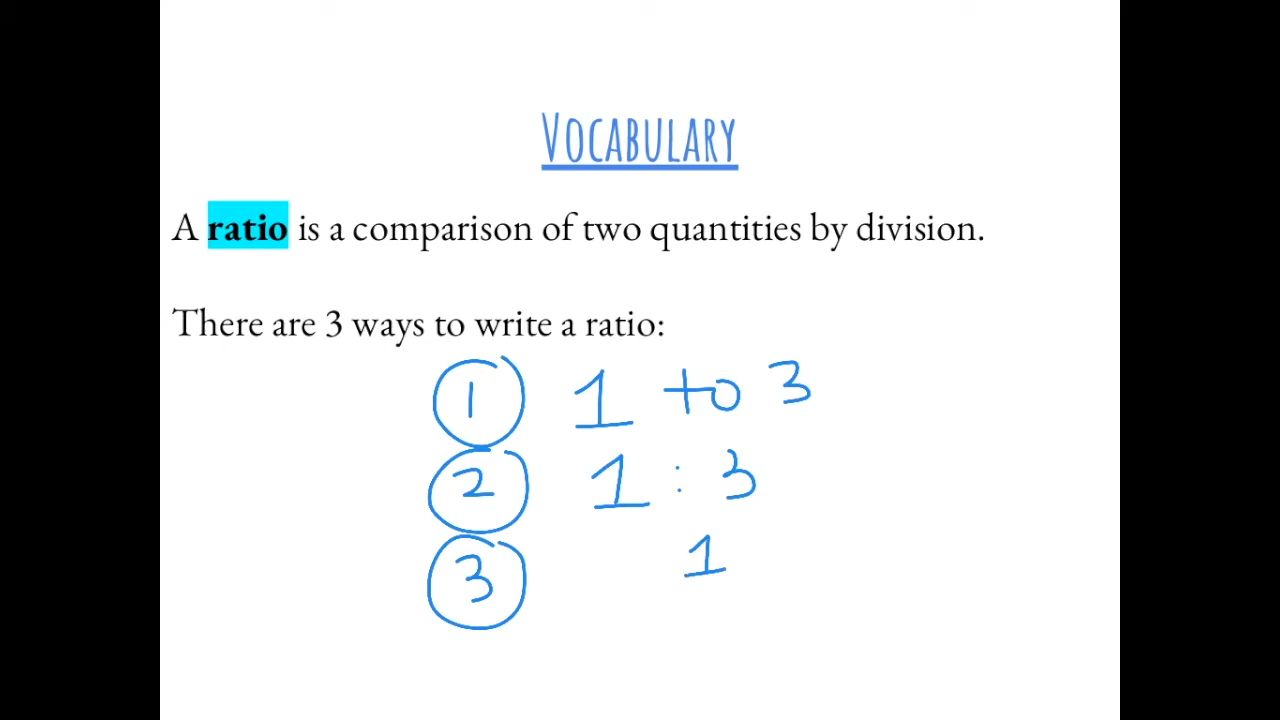 VOCABULARY
A ratio is a comparison of two quantities by division.
There are 3 ways to write a ratio:
1 1 to 3
2 1 : 3
3 1